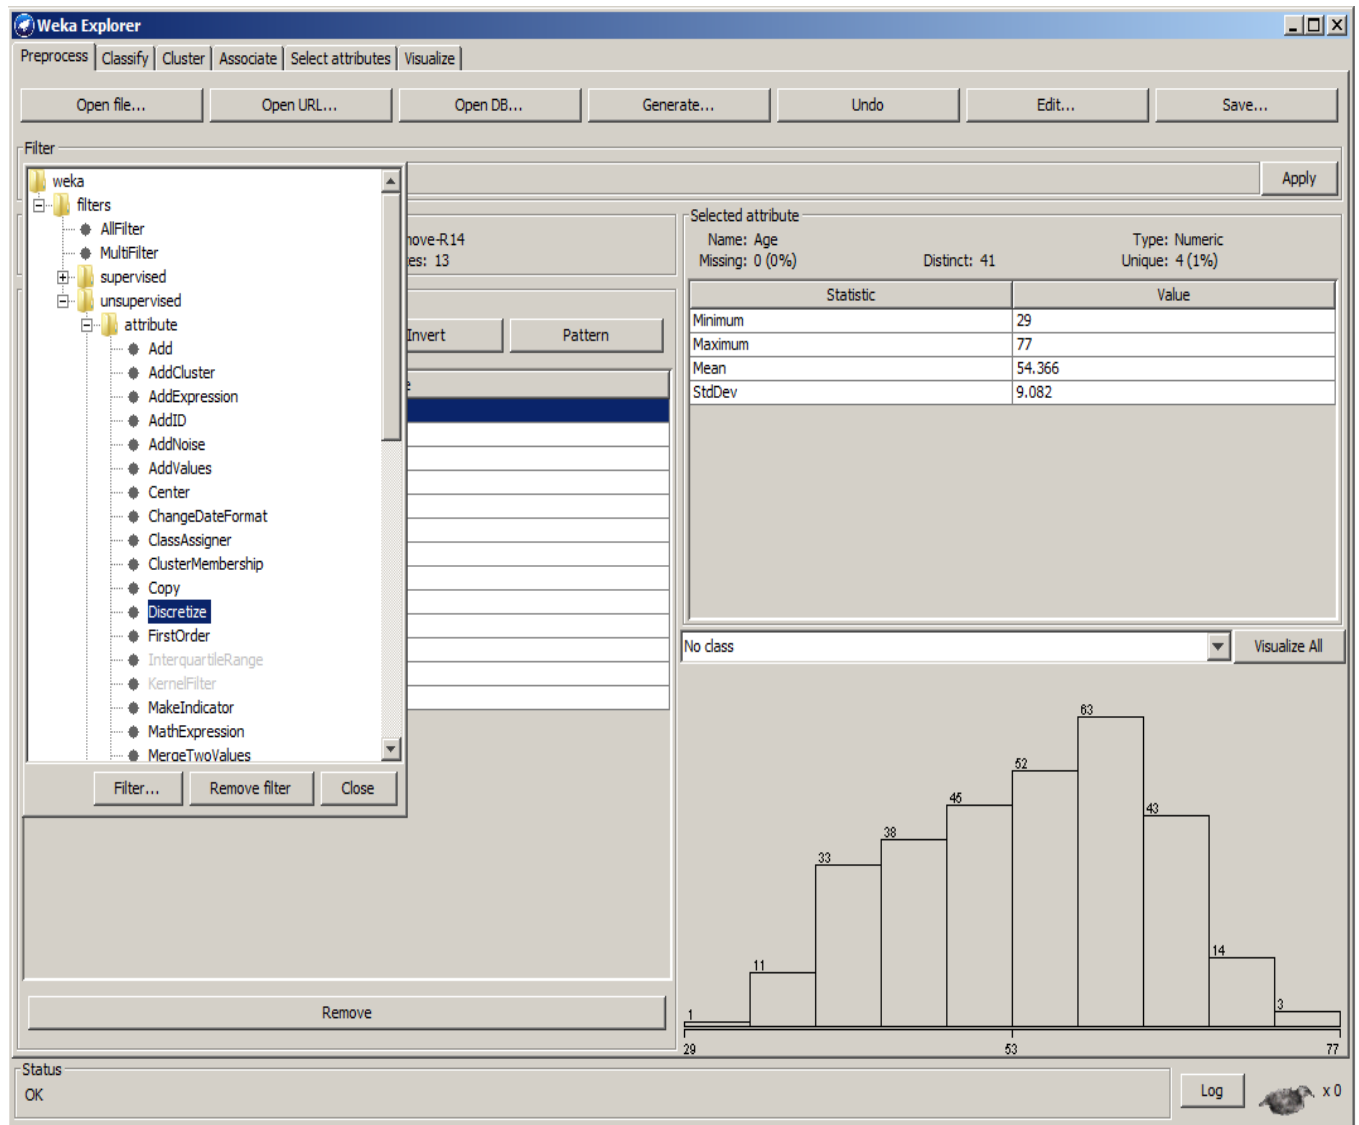 Weka Explorer
Preprocess Classify Cluster Associate Select attributes Visualize
Open file... Open URL... Open DB... Generate... Undo Edit... Save...
Filter
weka
filters
AllFilter
MultiFilter
supervised
unsupervised
attribute
Add
AddCluster
AddExpression
AddID
AddNoise
AddValues
Center
ChangeDateFormat
ClassAssigner
ClusterMembership
Copy
Discretize
FirstOrder
InterquartileRange
KernelFilter
MakeIndicator
MathExpression
MergeTwoValues
Filter... Remove filter Close
Apply
move-R14
es: 13
Invert Pattern
Remove
Selected attribute
Name: Age Type: Numeric
Missing: 0 (0%) Distinct: 41 Unique: 4 (1%)
Statistic Value
Minimum 29
Maximum 77
Mean 54.366
StdDev 9.082
No class Visualize All
1 11 33 38 45 52 63 43 14 3
29 53 77
Status
OK
Log x 0